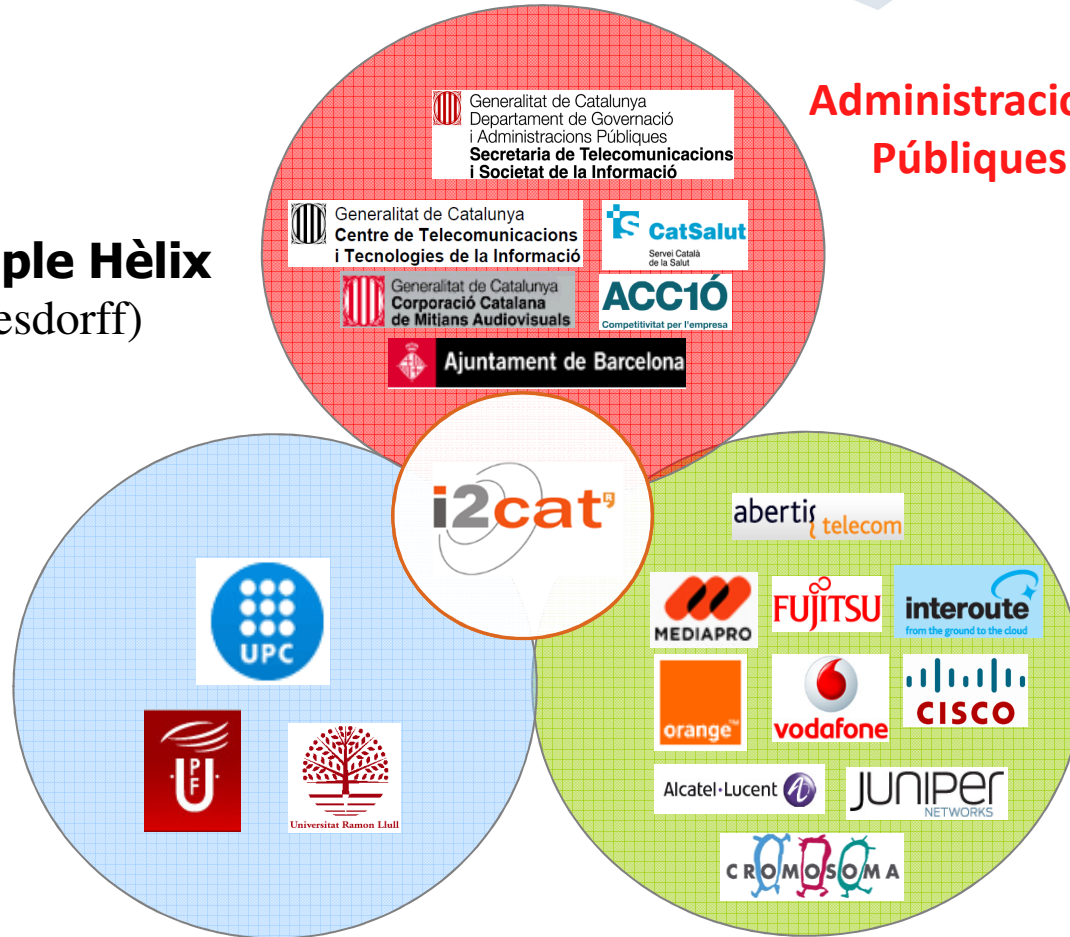 Administracio
Públiques
Generalitat de Catalunya
Departament de Governació
i Administracions Públiques
Secretaria de Telecomunicacions
i Societat de la Informació
Generalitat de Catalunya
Centre de Telecomunicacions
i Tecnologies de la Informació
CatSalut
Servei Català
de la Salut
ple Hèlix
esdorff)
Generalitat de Catalunya
Corporació Catalana
de Mitjans Audiovisuals
ACC1Ó
Competitivitat per l'empresa
Ajuntament de Barcelona
i2cat
abertis telecom
MEDIAPRO
FUJITSU
interoute
from the ground to the cloud
UPC
orange™
vodafone
CISCO
UPF
Universitat Ramon Llull
Alcatel·Lucent
JUNIPEr
NETWORKS
CROMOSOMA